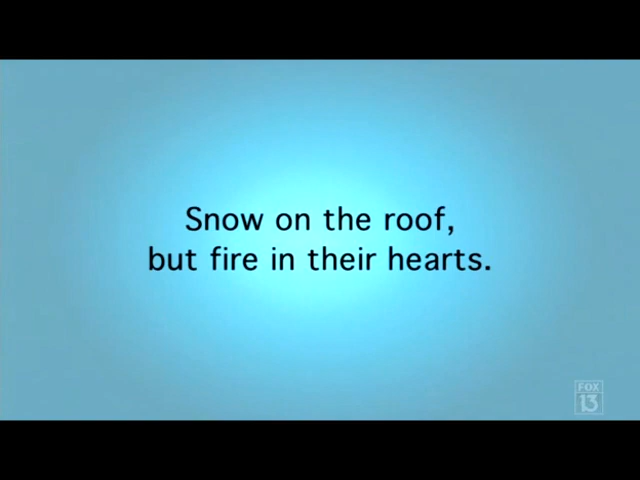 Snow on the roof,
but fire in their hearts.
FOX
13